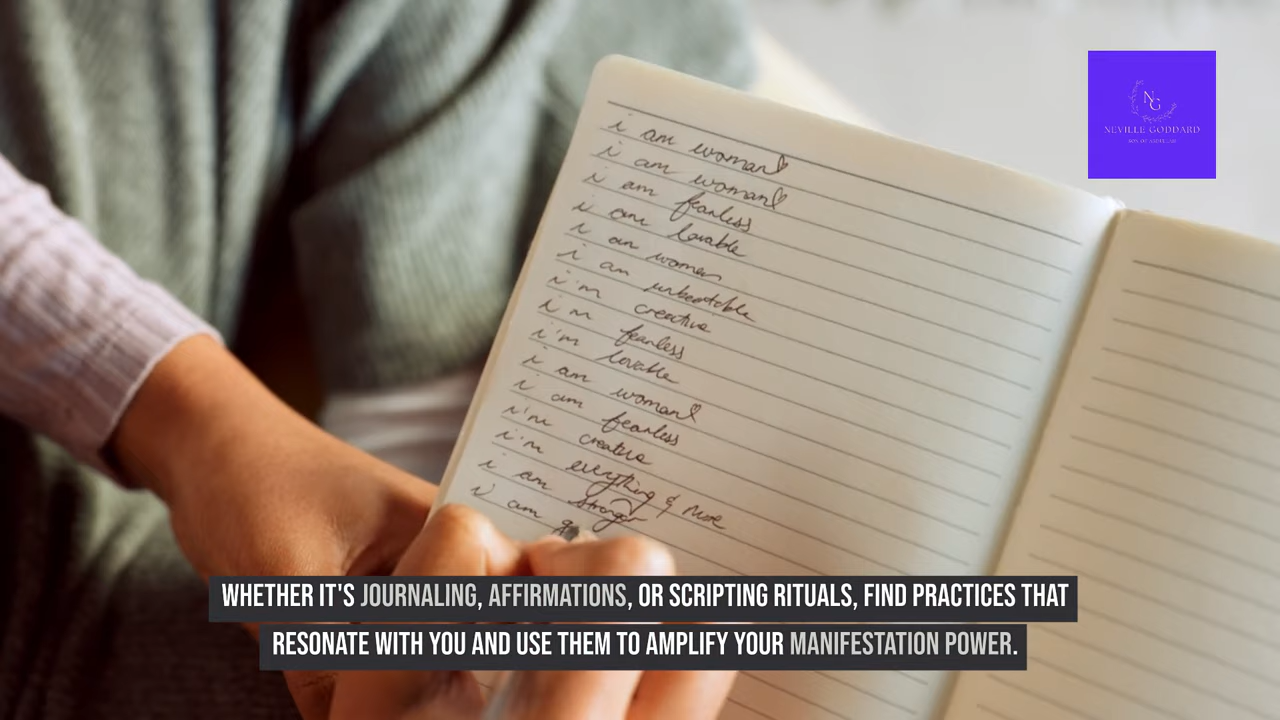 NG
NEVILLE GODDARD
i am woman
i am woman
i am fearless
i am lovable
i am woman
i am unbeatable
i'm creative
i'm fearless
i'm lovable
i am woman
i am fearless
i'm creative
i'm everything & more
i am stronger
i am
WHETHER IT'S JOURNALING, AFFIRMATIONS, OR SCRIPTING RITUALS, FIND PRACTICES THAT
RESONATE WITH YOU AND USE THEM TO AMPLIFY YOUR MANIFESTATION POWER.